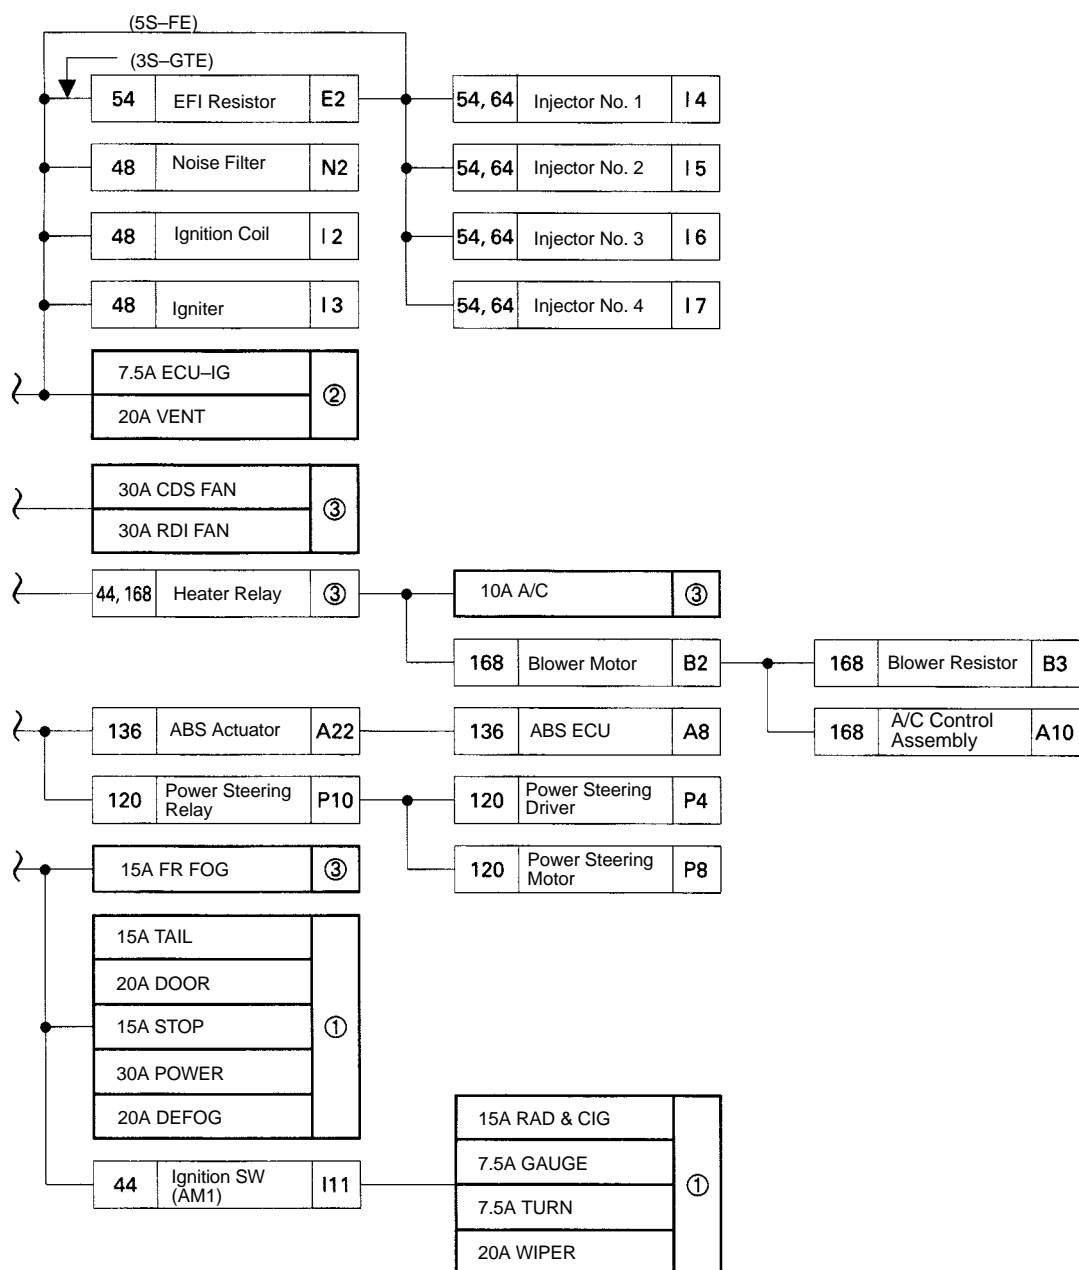 (5S–FE)
(3S–GTE)
54 EFI Resistor E2
54, 64 Injector No. 1 I4
48 Noise Filter N2
54, 64 Injector No. 2 I5
48 Ignition Coil I2
54, 64 Injector No. 3 I6
48 Igniter I3
54, 64 Injector No. 4 I7
7.5A ECU–IG
20A VENT
②
30A CDS FAN
30A RDI FAN
③
44, 168 Heater Relay ③
10A A/C ③
168 Blower Motor B2
168 Blower Resistor B3
136 ABS Actuator A22
136 ABS ECU A8
168 A/C Control
Assembly A10
120 Power Steering
Relay P10
120 Power Steering
Driver P4
15A FR FOG ③
120 Power Steering
Motor P8
15A TAIL
20A DOOR
15A STOP
30A POWER
20A DEFOG
①
44 Ignition SW
(AM1) I11
15A RAD & CIG
7.5A GAUGE
7.5A TURN
20A WIPER
①